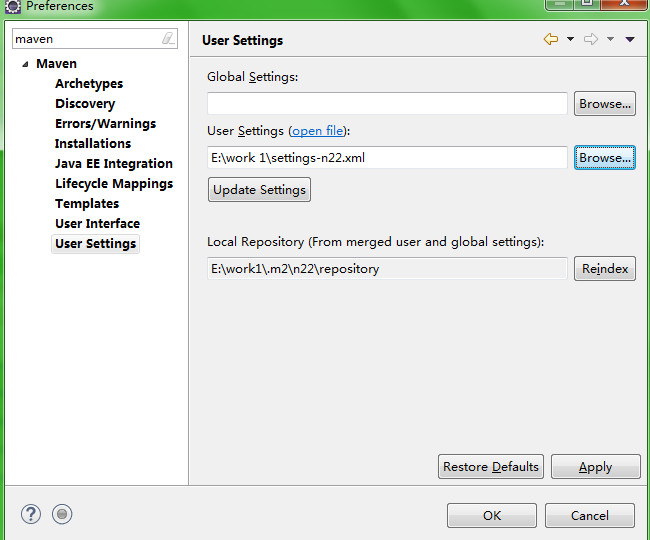 Preferences
maven
Maven
Archetypes
Discovery
Errors/Warnings
Installations
Java EE Integration
Lifecycle Mappings
Templates
User Interface
User Settings
User Settings
Global Settings:
Browse...
User Settings (open file):
E:\work 1\settings-n22.xml
Browse...
Update Settings
Local Repository (From merged user and global settings):
E:\work1\.m2\n22\repository
Reindex
Restore Defaults
Apply
OK
Cancel